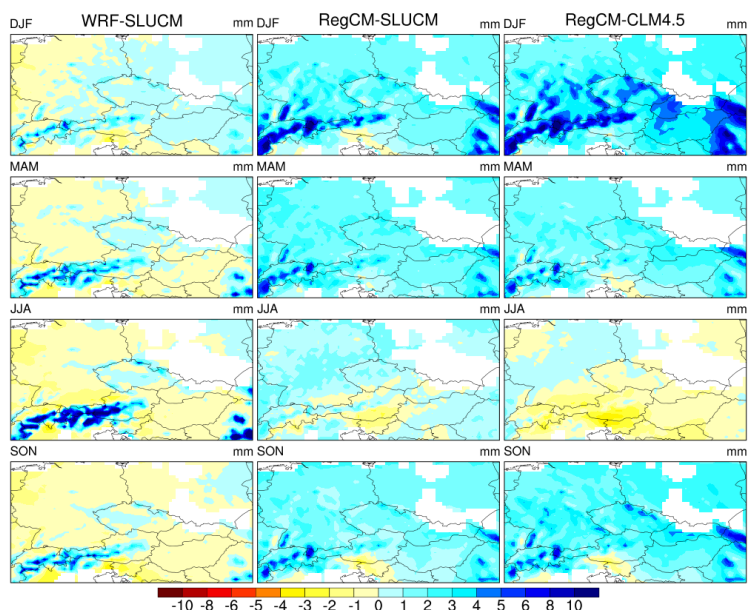 WRF-SLUCM RegCM-SLUCM RegCM-CLM4.5
DJF mm DJF mm DJF mm
MAM mm MAM mm MAM mm
JJA mm JJA mm JJA mm
SON mm SON mm SON mm
-10 -8 -6 -5 -4 -3 -2 -1 0 1 2 3 4 5 6 8 10